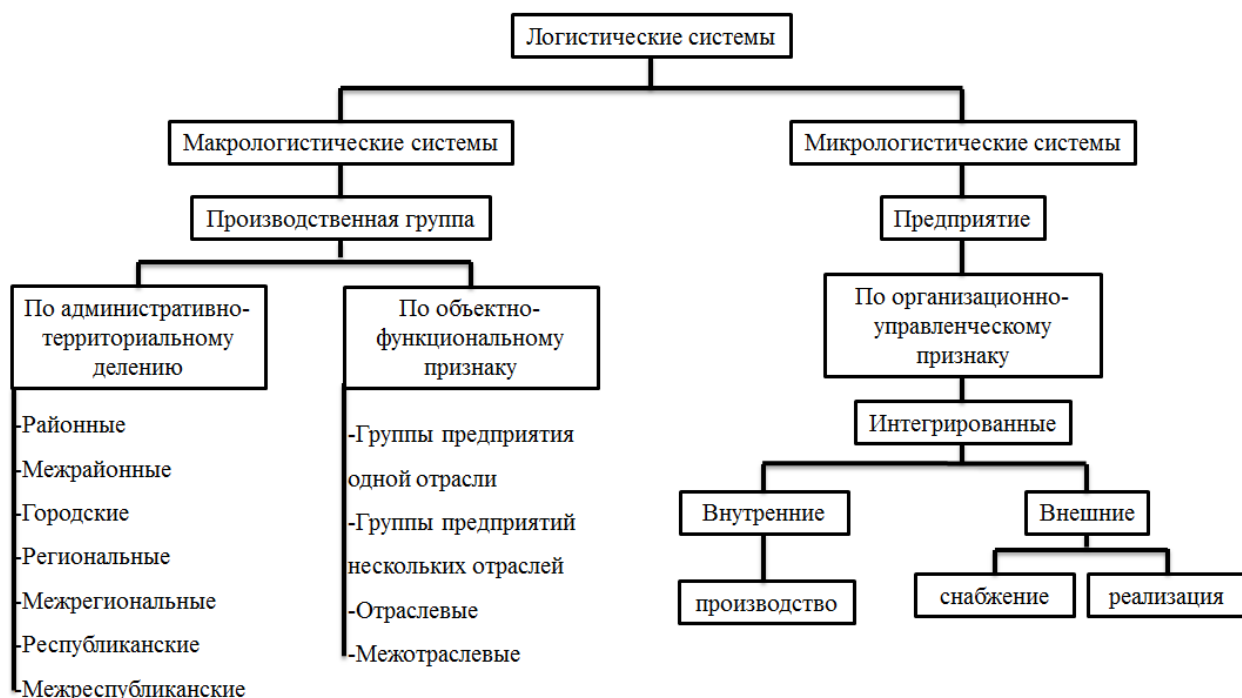 Логистические системы
Макрологистические системы
Микрологистические системы
Производственная группа
Предприятие
По административно-
территориальному
делению
По объектно-
функциональному
признаку
По организационно-
управленческому
признаку
-Районные
-Межрайонные
-Городские
-Региональные
-Межрегиональные
-Республиканские
-Межреспубликанские
-Группы предприятия
одной отрасли
-Группы предприятий
нескольких отраслей
-Отраслевые
-Межотраслевые
Интегрированные
Внутренние
Внешние
производство
снабжение
реализация